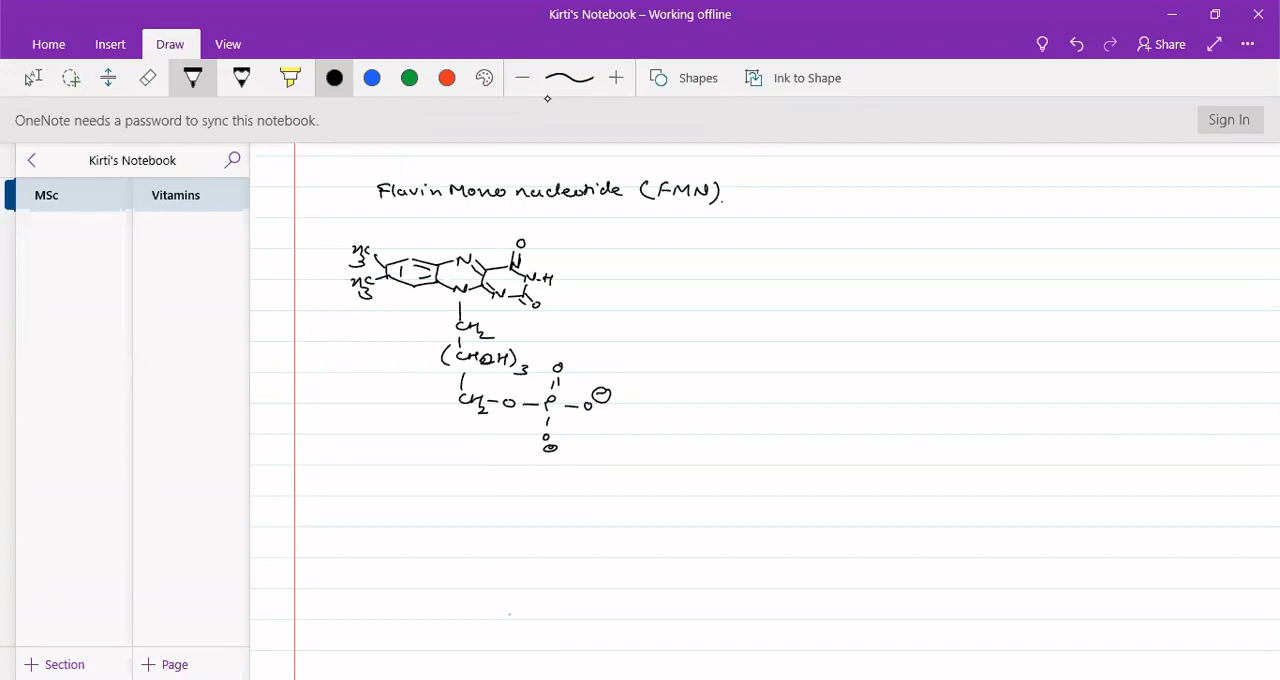 Kirti's Notebook – Working offline
Home Insert Draw View Share
Shapes Ink to Shape
OneNote needs a password to sync this notebook. Sign In
Kirti's Notebook
MSc Vitamins
Flavin Mono nucleotide (FMN).
O
H3C N N
H3C N N N-H O
CH2
(CHOH)3 O
CH2-O-P-O⊖
O
⊖
+ Section + Page